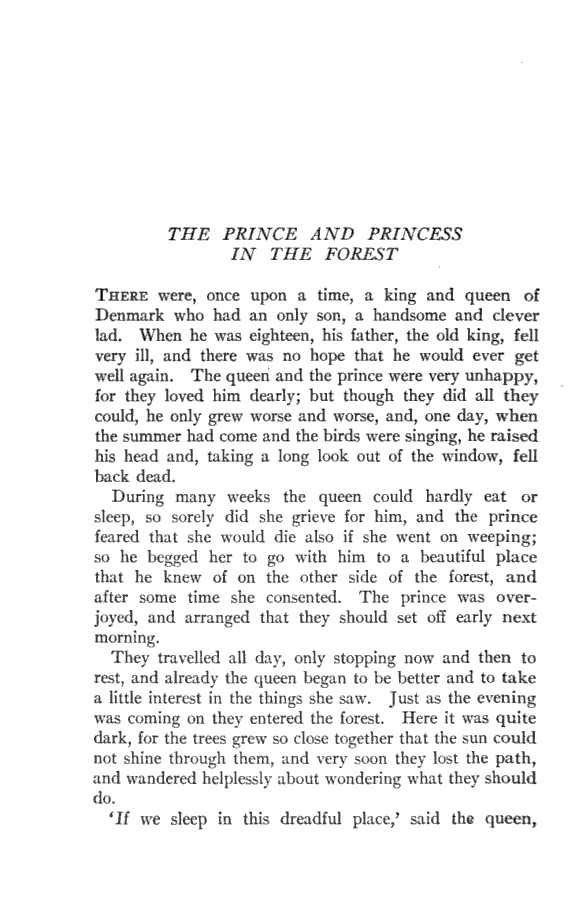 THE PRINCE AND PRINCESS
IN THE FOREST
THERE were, once upon a time, a king and queen of
Denmark who had an only son, a handsome and clever
lad. When he was eighteen, his father, the old king, fell
very ill, and there was no hope that he would ever get
well again. The queen and the prince were very unhappy,
for they loved him dearly; but though they did all they
could, he only grew worse and worse, and, one day, when
the summer had come and the birds were singing, he raised
his head and, taking a long look out of the window, fell
back dead.
During many weeks the queen could hardly eat or
sleep, so sorely did she grieve for him, and the prince
feared that she would die also if she went on weeping;
so he begged her to go with him to a beautiful place
that he knew of on the other side of the forest, and
after some time she consented. The prince was over-
joyed, and arranged that they should set off early next
morning.
They travelled all day, only stopping now and then to
rest, and already the queen began to be better and to take
a little interest in the things she saw. Just as the evening
was coming on they entered the forest. Here it was quite
dark, for the trees grew so close together that the sun could
not shine through them, and very soon they lost the path,
and wandered helplessly about wondering what they should
do.
'If we sleep in this dreadful place,' said the queen,